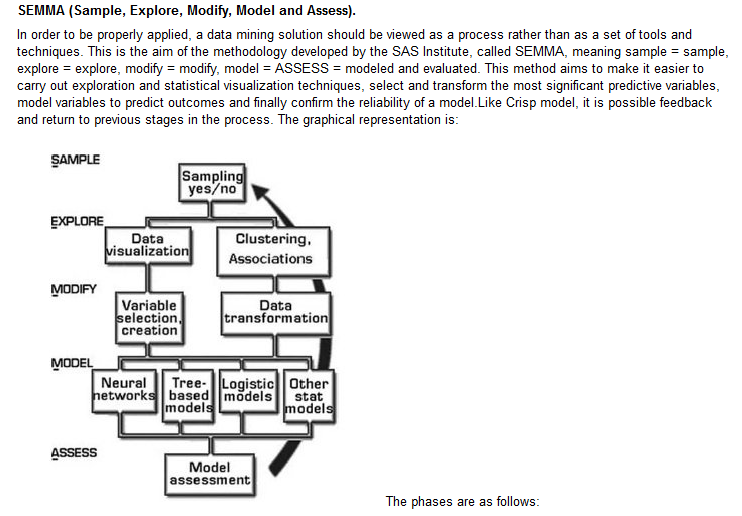 SEMMA (Sample, Explore, Modify, Model and Assess).
In order to be properly applied, a data mining solution should be viewed as a process rather than as a set of tools and
techniques. This is the aim of the methodology developed by the SAS Institute, called SEMMA, meaning sample = sample,
explore = explore, modify = modify, model = ASSESS = modeled and evaluated. This method aims to make it easier to
carry out exploration and statistical visualization techniques, select and transform the most significant predictive variables,
model variables to predict outcomes and finally confirm the reliability of a model.Like Crisp model, it is possible feedback
and return to previous stages in the process. The graphical representation is:
SAMPLE
Sampling
yes/no
EXPLORE
Data
visualization
Clustering,
Associations
MODIFY
Variable
selection,
creation
Data
transformation
MODEL
Neural
networks
Tree-
based
models
Logistic
models
Other
stat
models
ASSESS
Model
assessment
The phases are as follows: